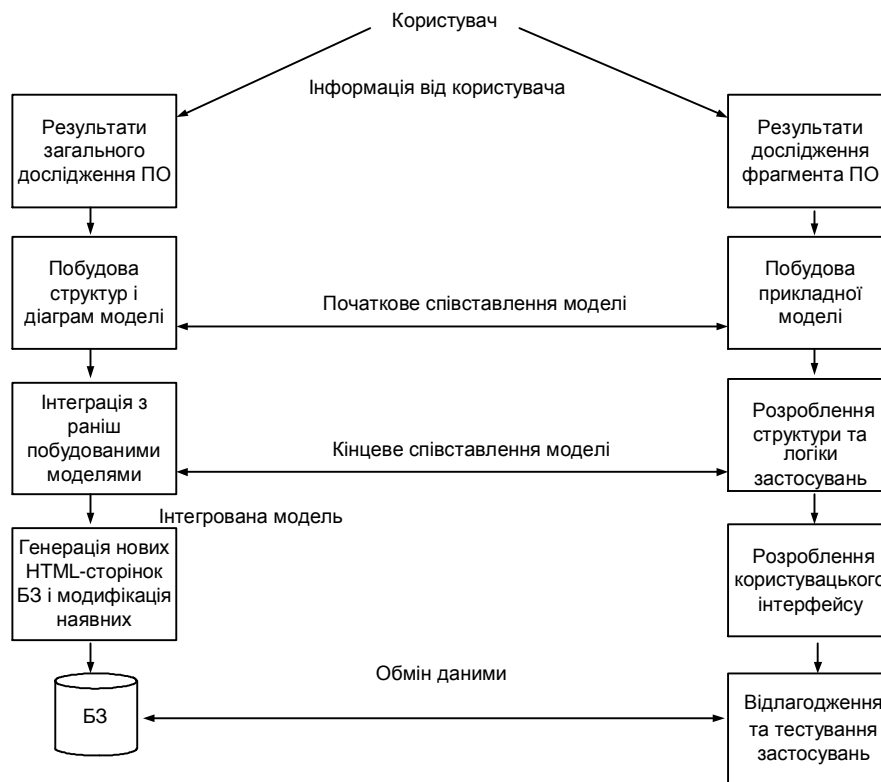 Користувач
Інформація від користувача
Результати
загального
дослідження ПО
Результати
дослідження
фрагмента ПО
Побудова
структур і
діаграм моделі
Початкове співставлення моделі
Побудова
прикладної
моделі
Інтеграція з
раніш
побудованими
моделями
Кінцеве співставлення моделі
Розроблення
структури та
логіки
застосувань
Інтегрована модель
Генерація нових
HTML-сторінок
БЗ і модифікація
наявних
Розроблення
користувацького
інтерфейсу
БЗ
Обмін даними
Відлагодження
та тестування
застосувань